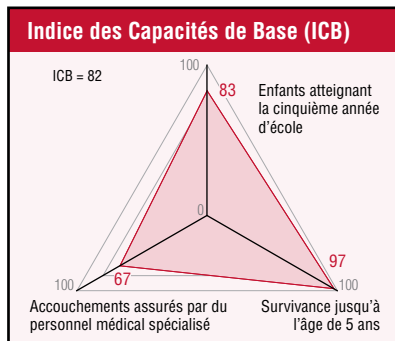 Indice des Capacités de Base (ICB)
ICB = 82
100
83
Enfants atteignant
la cinquième année
d'école
0
67
97
100
100
Accouchements assurés par du
personnel médical spécialisé
Survivance jusqu'à
l'âge de 5 ans